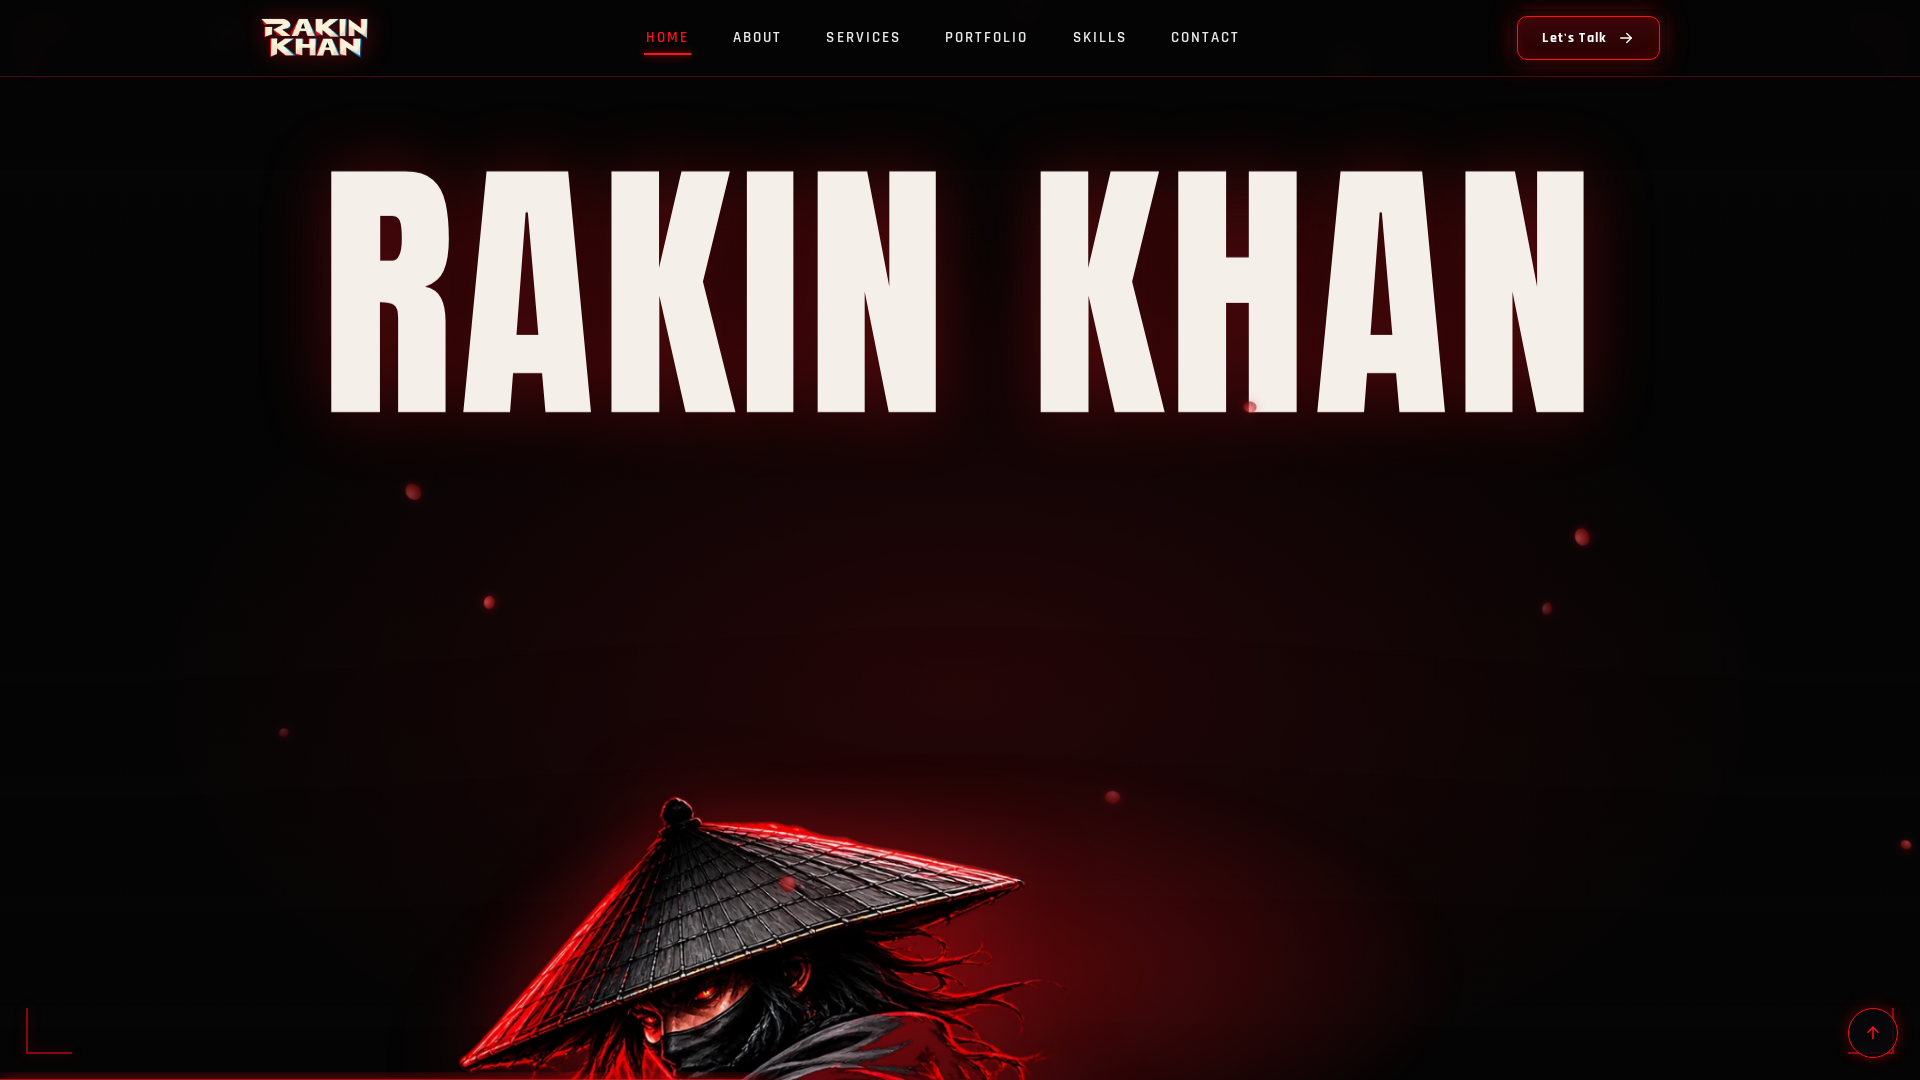 RAKIN
KHAN
HOME
ABOUT
SERVICES
PORTFOLIO
SKILLS
CONTACT
Let's Talk
RAKIN KHAN